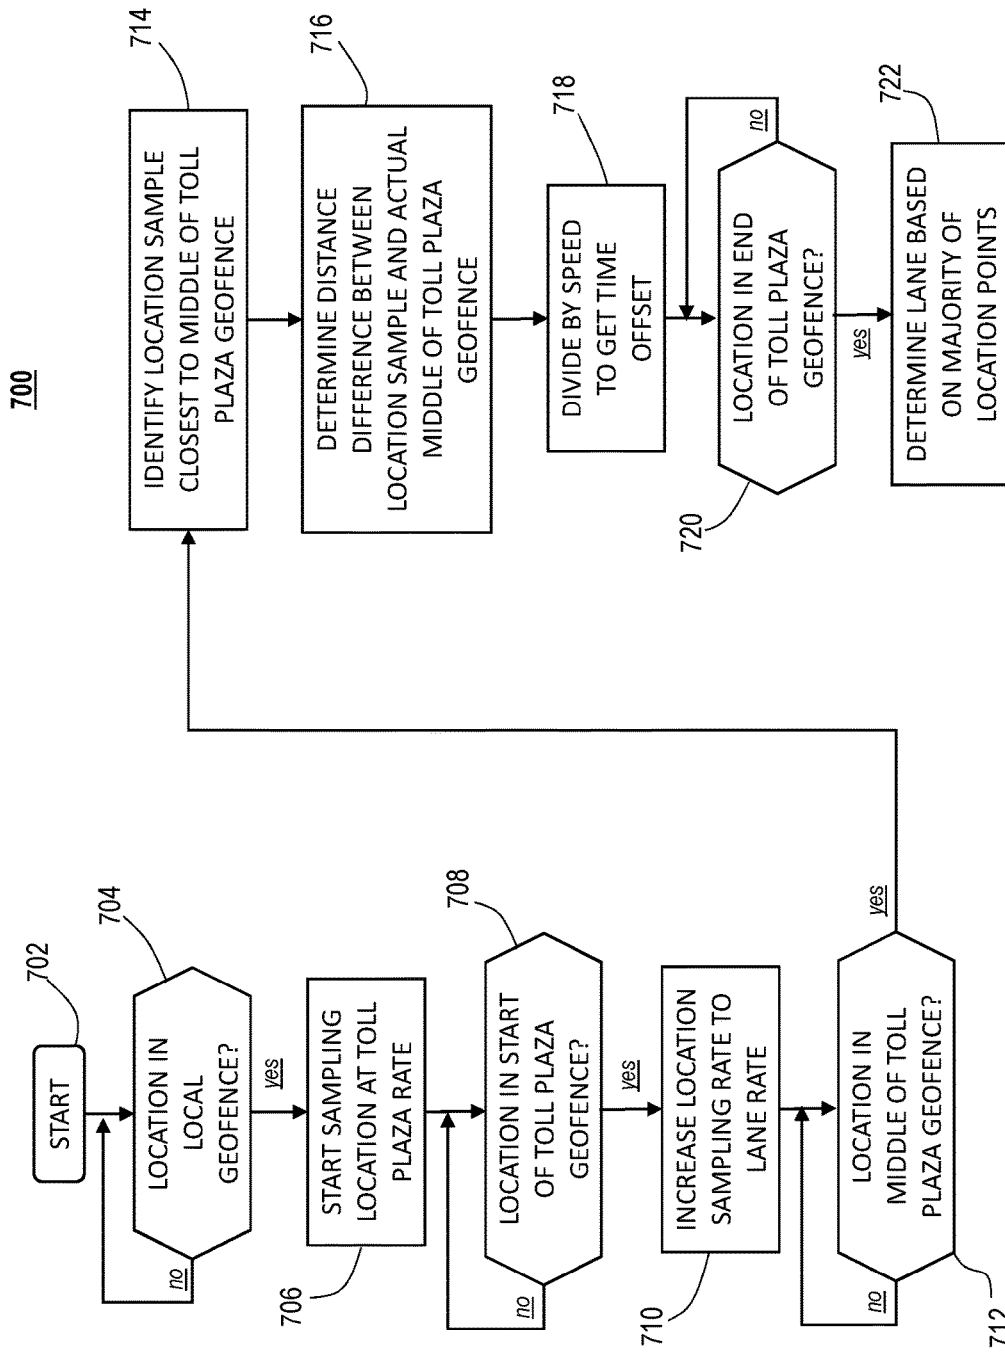 700
702
START
704
LOCATION IN
LOCAL
GEOFENCE?
no
yes
706
START SAMPLING
LOCATION AT TOLL
PLAZA RATE
708
LOCATION IN START
OF TOLL PLAZA
GEOFENCE?
no
yes
710
INCREASE LOCATION
SAMPLING RATE TO
LANE RATE
712
LOCATION IN
MIDDLE OF TOLL
PLAZA GEOFENCE?
no
yes
714
IDENTIFY LOCATION SAMPLE
CLOSEST TO MIDDLE OF TOLL
PLAZA GEOFENCE
716
DETERMINE DISTANCE
DIFFERENCE BETWEEN
LOCATION SAMPLE AND ACTUAL
MIDDLE OF TOLL PLAZA
GEOFENCE
718
DIVIDE BY SPEED
TO GET TIME
OFFSET
720
LOCATION IN END
OF TOLL PLAZA
GEOFENCE?
no
yes
722
DETERMINE LANE BASED
ON MAJORITY OF
LOCATION POINTS